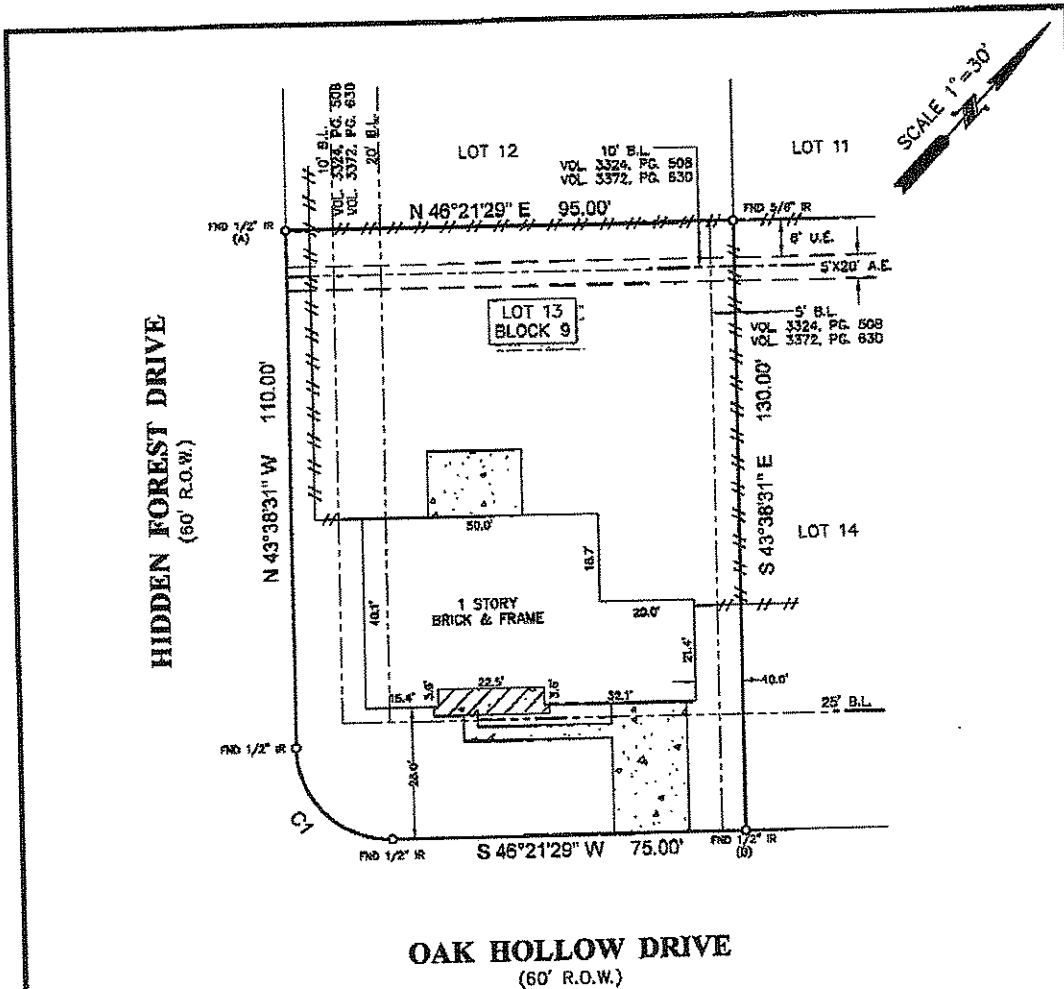 SCALE 1"=30'
10' B.L.
VOL. 3324, PG. 508
VOL. 3372, PG. 630
20' B.L.
LOT 12
10' B.L.
VOL. 3324, PG. 508
VOL. 3372, PG. 630
LOT 11
FND 1/2" IR
(A)
N 46°21'29" E 95.00'
FND 5/8" IR
8' U.E.
5'X20' A.E.
LOT 13
BLOCK 9
5' B.L.
VOL. 3324, PG. 508
VOL. 3372, PG. 630
HIDDEN FOREST DRIVE
(60' R.O.W.)
N 43°38'31" W 110.00'
S 43°38'31" E 130.00'
LOT 14
50.0'
18.7'
1 STORY
BRICK & FRAME
40.1'
20.0'
21.4'
15.4'
3.6'
22.5'
3.6'
32.1'
10.0'
25' B.L.
FND 1/2" IR
C1
FND 1/2" IR
S 46°21'29" W 75.00'
FND 1/2" IR
OAK HOLLOW DRIVE
(60' R.O.W.)